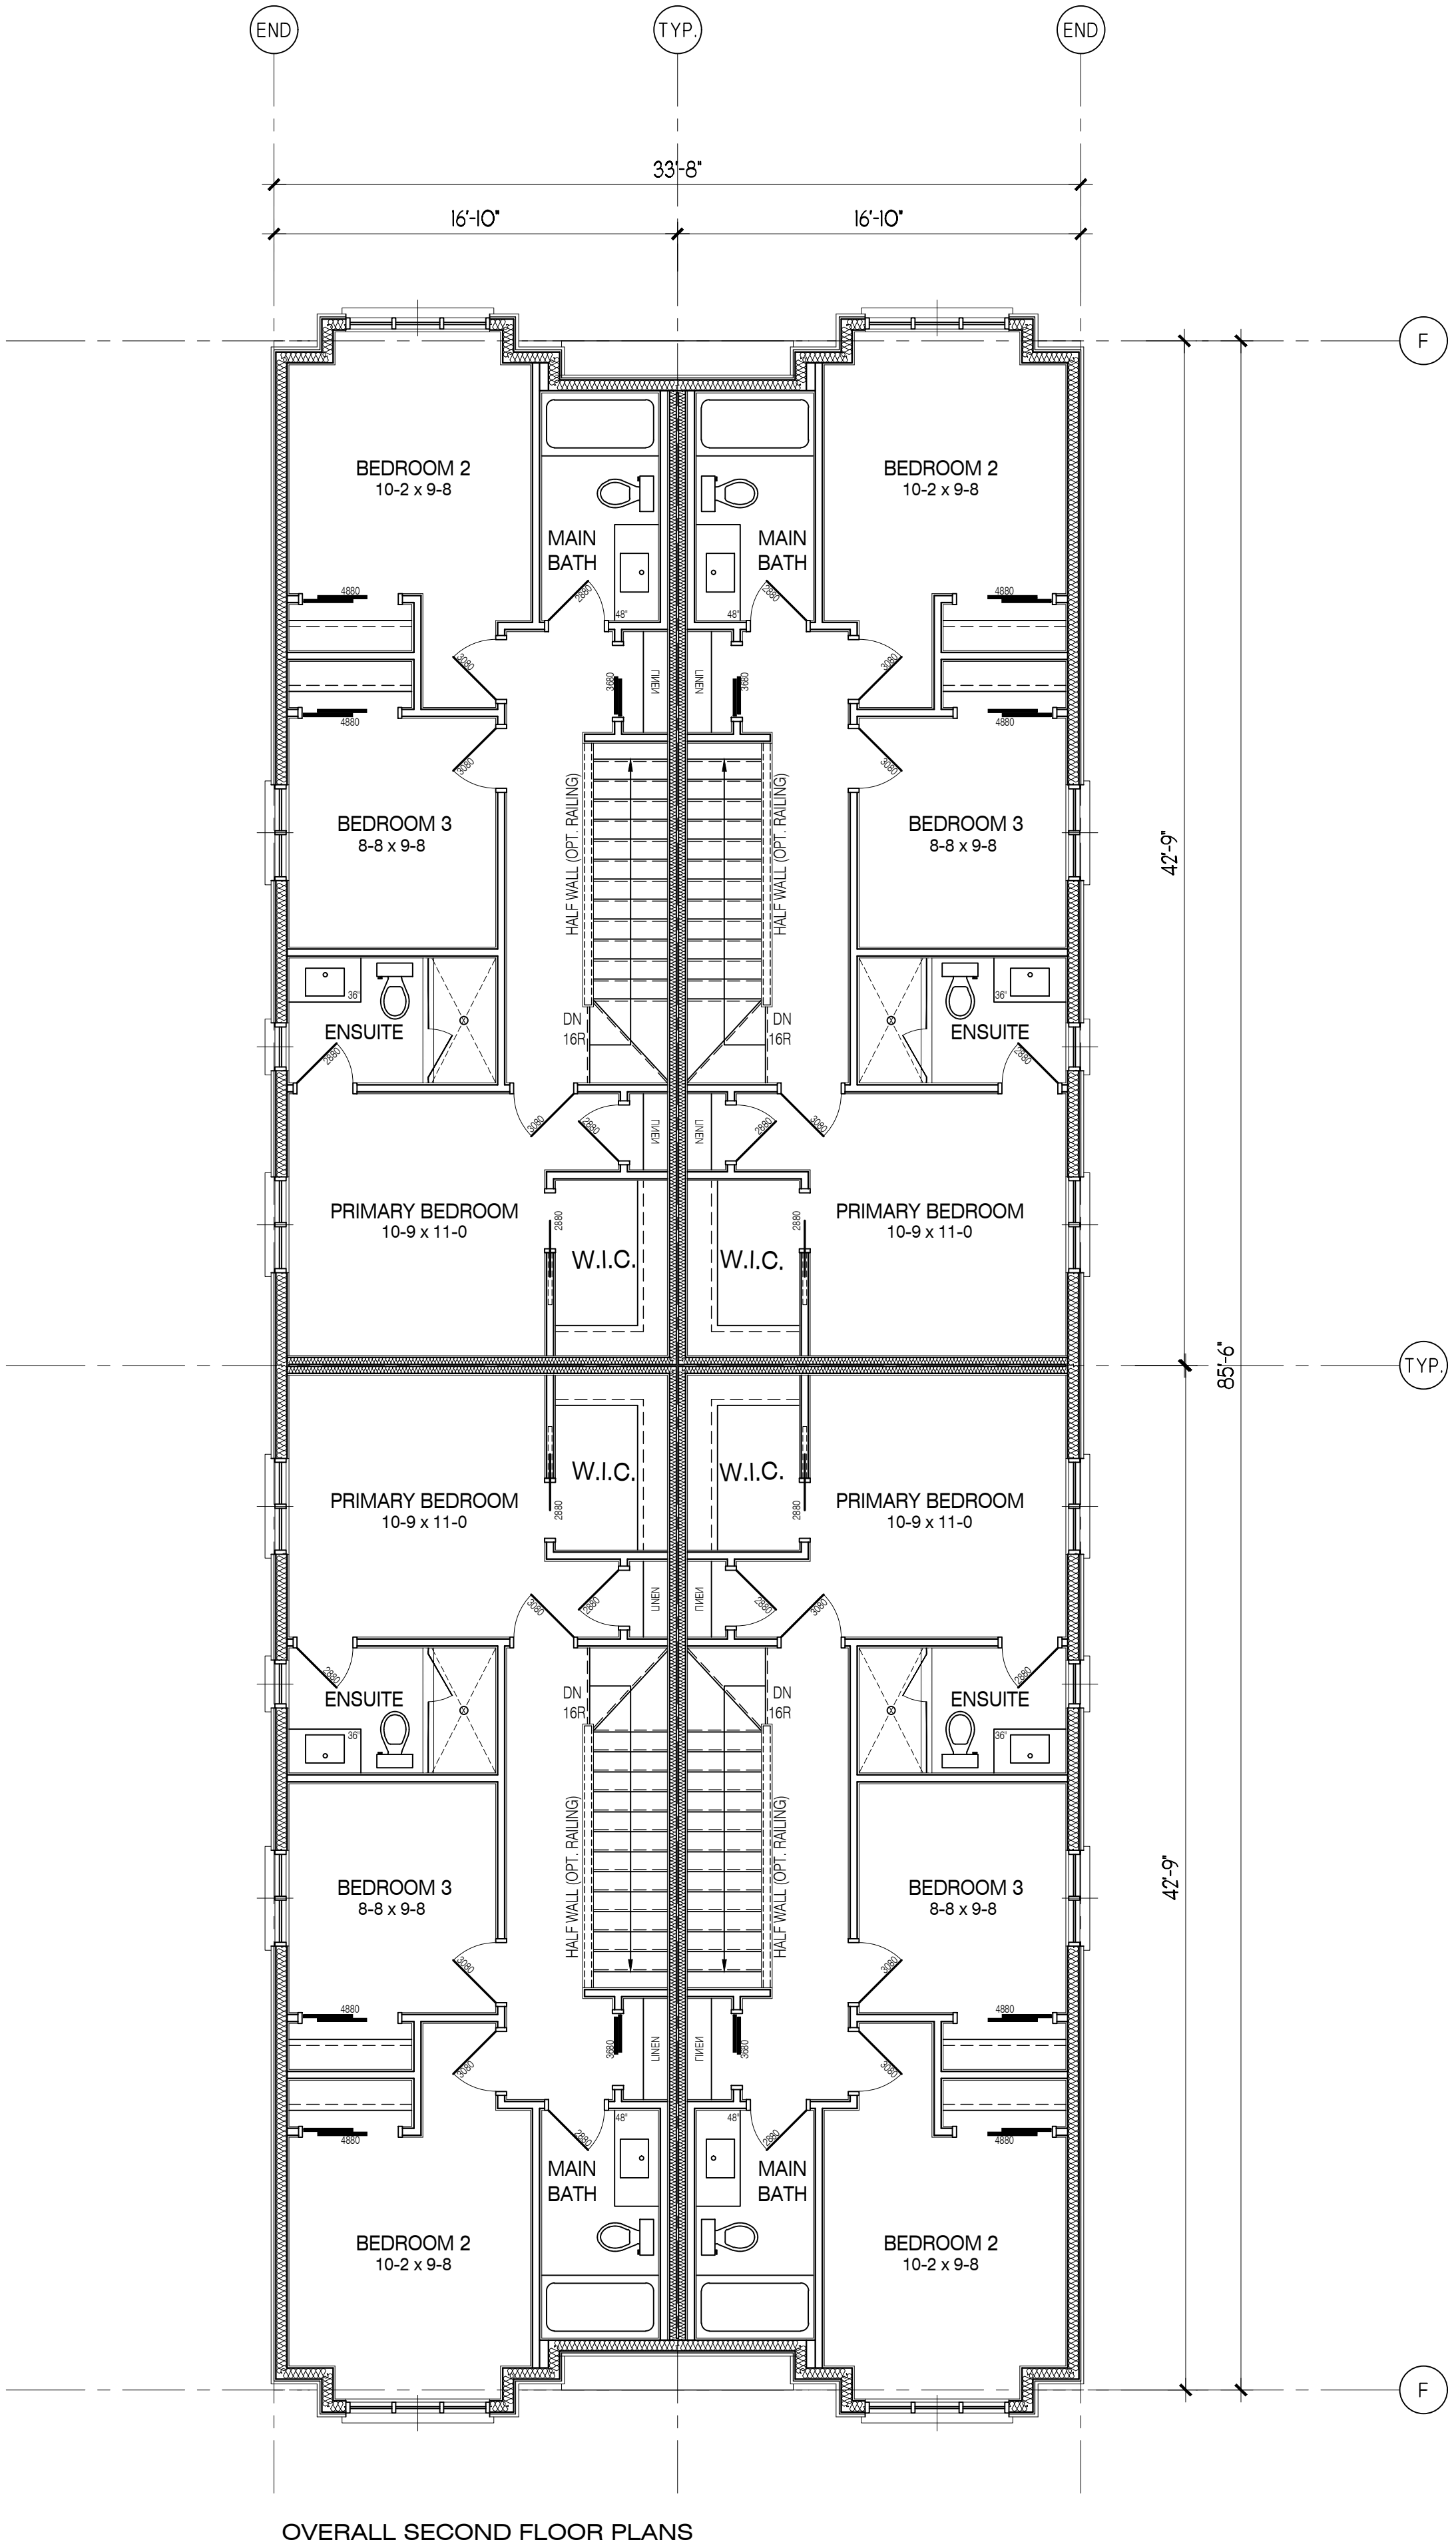 END
TYP.
END
33'-8"
16'-10"
16'-10"
F
BEDROOM 2
10-2 x 9-8
BEDROOM 2
10-2 x 9-8
MAIN
BATH
MAIN
BATH
4880
2880
48"
48"
2880
4880
3080
3680
LINEN
LINEN
3680
3080
4880
4880
3080
3080
HALF WALL (OPT. RAILING)
HALF WALL (OPT. RAILING)
BEDROOM 3
8-8 x 9-8
BEDROOM 3
8-8 x 9-8
42'-9"
36"
36"
ENSUITE
DN
16R
DN
16R
ENSUITE
2880
2880
3080
2880
LINEN
LINEN
2880
3080
PRIMARY BEDROOM
10-9 x 11-0
PRIMARY BEDROOM
10-9 x 11-0
2880
2880
W.I.C.
W.I.C.
85'-6"
TYP.
W.I.C.
W.I.C.
PRIMARY BEDROOM
10-9 x 11-0
PRIMARY BEDROOM
10-9 x 11-0
2880
2880
3080
2880
LINEN
LINEN
2880
3080
2880
2880
ENSUITE
DN
16R
DN
16R
ENSUITE
36"
36"
HALF WALL (OPT. RAILING)
HALF WALL (OPT. RAILING)
BEDROOM 3
8-8 x 9-8
BEDROOM 3
8-8 x 9-8
42'-9"
3080
3080
4880
4880
3080
3680
LINEN
LINEN
3680
3080
4880
2880
48"
48"
2880
4880
MAIN
BATH
MAIN
BATH
BEDROOM 2
10-2 x 9-8
BEDROOM 2
10-2 x 9-8
F
OVERALL SECOND FLOOR PLANS